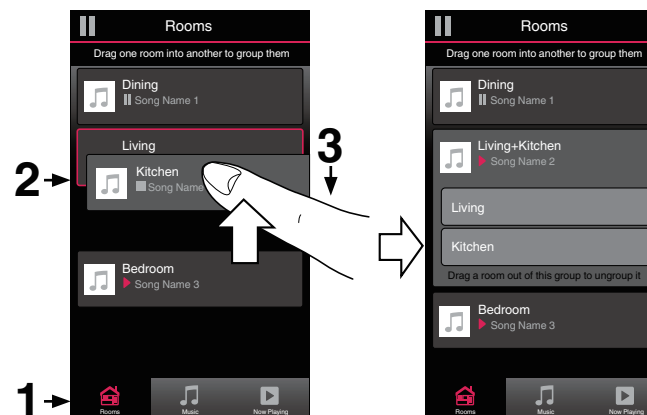 Rooms
Drag one room into another to group them
Dining
Song Name 1
Living
Kitchen
Song Name
Bedroom
Song Name 3
Rooms
Music
Now Playing
1
2
3
Rooms
Drag one room into another to group them
Dining
Song Name 1
Living+Kitchen
Song Name 2
Living
Kitchen
Drag a room out of this group to ungroup it
Bedroom
Song Name 3
Rooms
Music
Now Playing